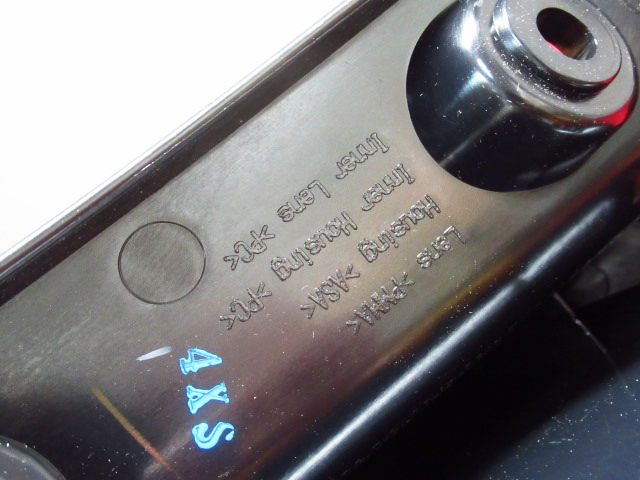 Lens >PMMA<
Housing >ASA<
Inner Housing >PC<
Inner Lens >PC<
4XS